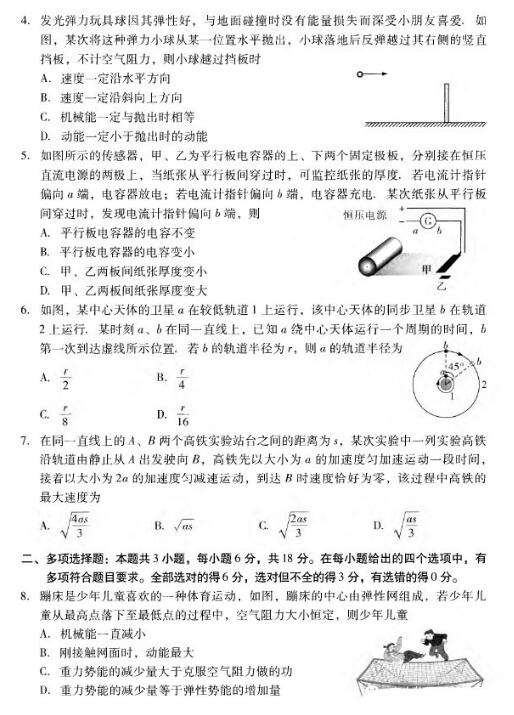 4. 发光弹力玩具球因其弹性好，与地面碰撞时没有能量损失而深受小朋友喜爱. 如
图，某次将这种弹力小球从某一位置水平抛出，小球落地后反弹越过其右侧的竖直
挡板，不计空气阻力，则小球越过挡板时
A. 速度一定沿水平方向
B. 速度一定沿斜向上方向
C. 机械能一定与抛出时相等
D. 动能一定小于抛出时的动能
5. 如图所示的传感器，甲、乙为平行板电容器的上、下两个固定极板，分别接在恒压
直流电源的两极上，当纸张从平行板间穿过时，可监控纸张的厚度. 若电流计指针
偏向 a 端，电容器放电；若电流计指针偏向 b 端，电容器充电. 某次纸张从平行板
间穿过时，发现电流计指针偏向 b 端，则
A. 平行板电容器的电容不变
B. 平行板电容器的电容变小
C. 甲、乙两板间纸张厚度变小
D. 甲、乙两板间纸张厚度变大
恒压电源 + − G a b
甲
乙
6. 如图，某中心天体的卫星 a 在较低轨道 1 上运行，该中心天体的同步卫星 b 在轨道
2 上运行. 某时刻 a、b 在同一直线上，已知 a 绕中心天体运行一个周期的时间，b
第一次到达虚线所示位置. 若 b 的轨道半径为 r，则 a 的轨道半径为
A. r/2 B. r/4
C. r/8 D. r/16
b
45° b
a
1 2
7. 在同一直线上的 A、B 两个高铁实验站台之间的距离为 s，某次实验中一列实验高铁
沿轨道由静止从 A 出发驶向 B，高铁先以大小为 a 的加速度匀加速运动一段时间，
接着以大小为 2a 的加速度匀减速运动，到达 B 时速度恰好为零，该过程中高铁的
最大速度为
A. √(4as/3) B. √as C. √(2as/3) D. √(as/3)
二、多项选择题：本题共 3 小题，每小题 6 分，共 18 分。在每小题给出的四个选项中，有
多项符合题目要求。全部选对的得 6 分，选对但不全的得 3 分，有选错的得 0 分。
8. 蹦床是少年儿童喜欢的一种体育运动，如图，蹦床的中心由弹性网组成，若少年儿
童从最高点落下至最低点的过程中，空气阻力大小恒定，则少年儿童
A. 机械能一直减小
B. 刚接触网面时，动能最大
C. 重力势能的减少量大于克服空气阻力做的功
D. 重力势能的减少量等于弹性势能的增加量